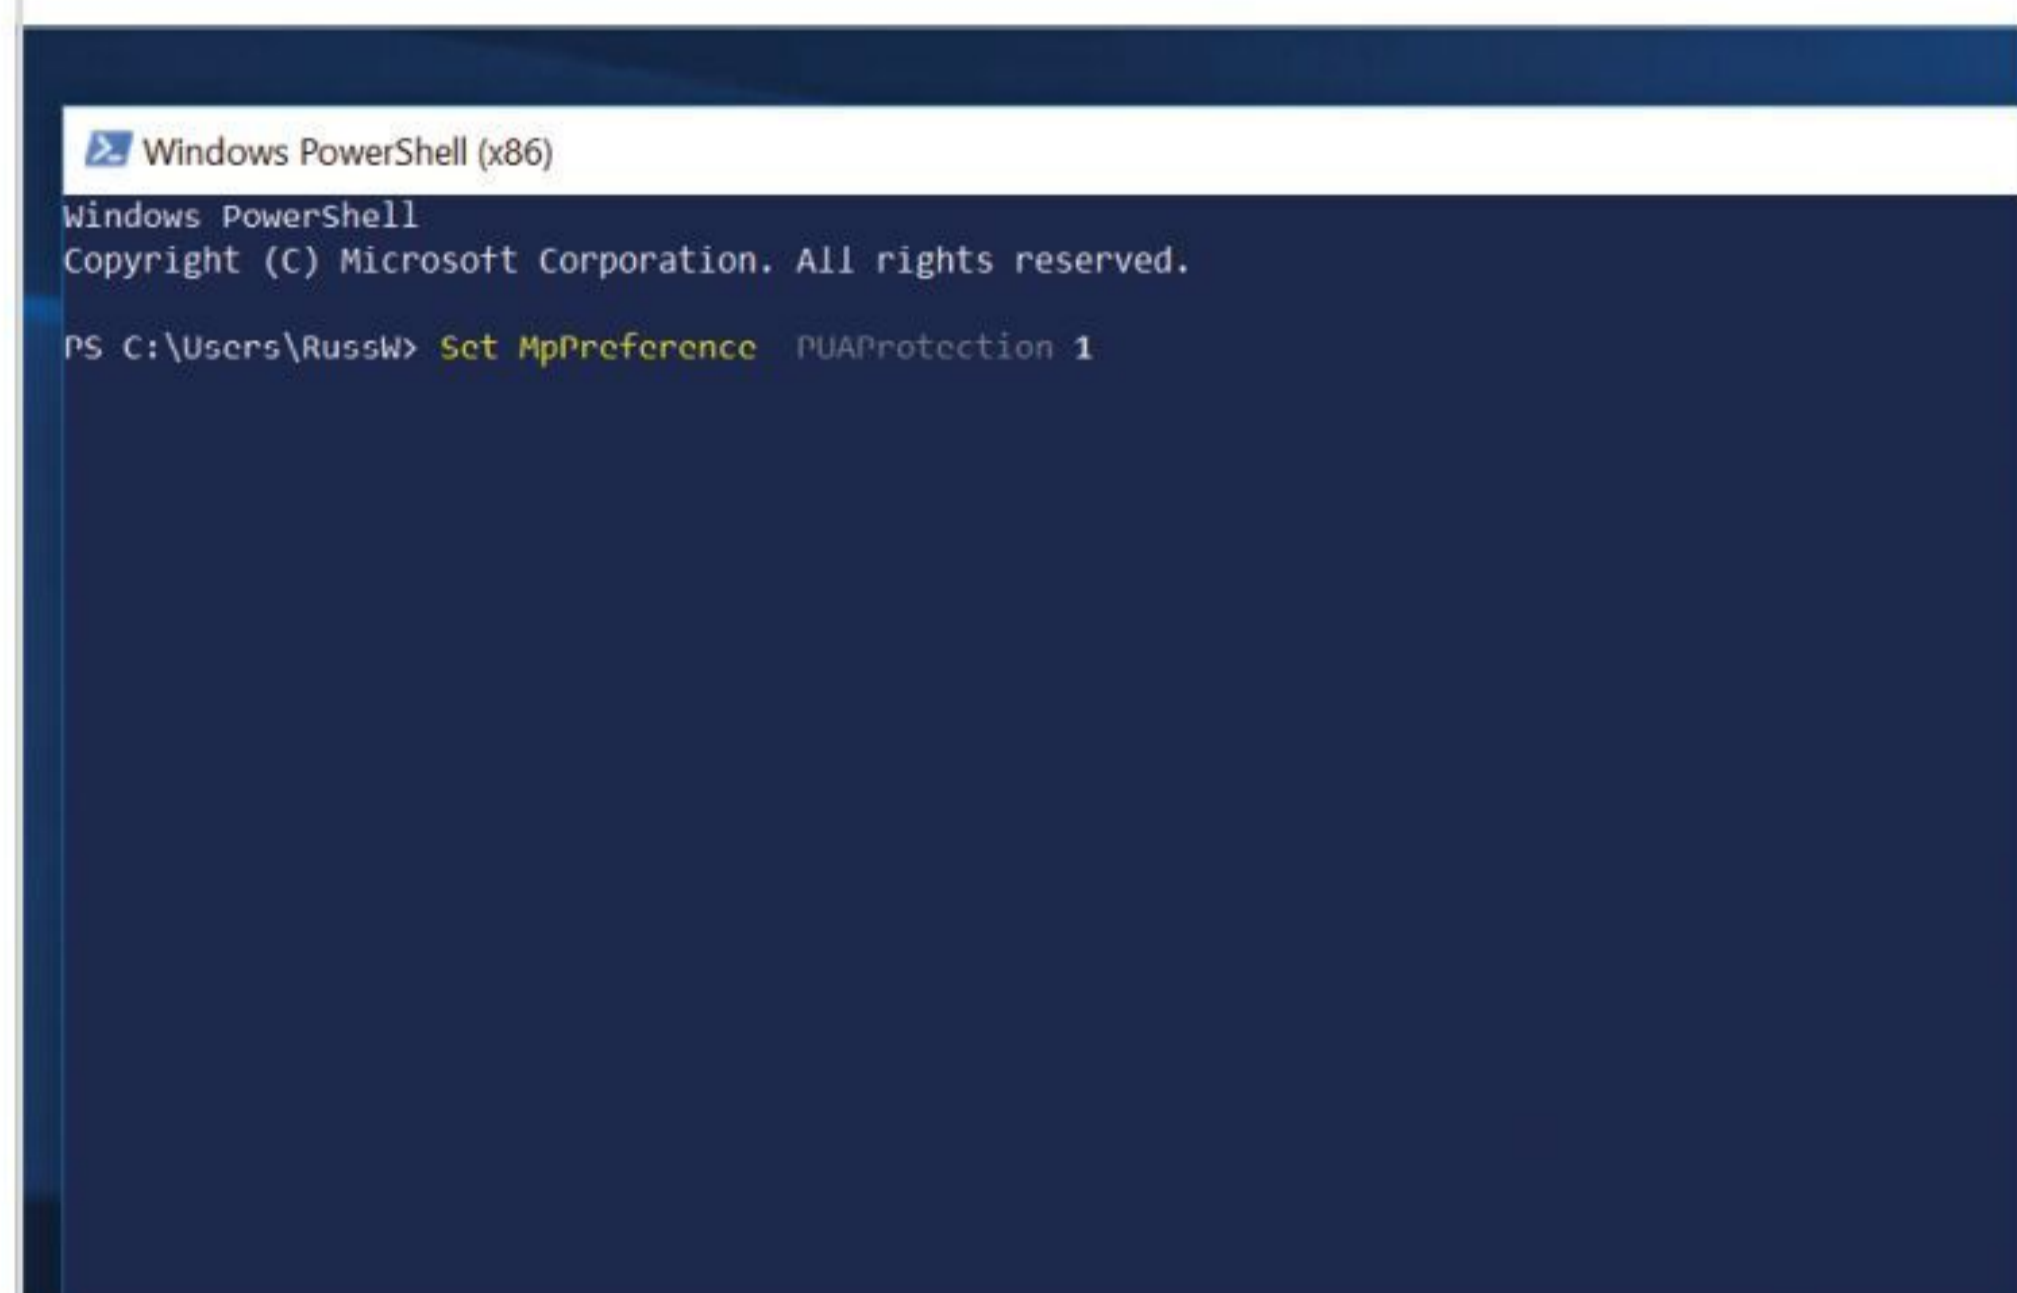 Windows PowerShell (x86)
Windows PowerShell
Copyright (C) Microsoft Corporation. All rights reserved.
PS C:\Users\RussW> Set MpPreference  PUAProtection 1